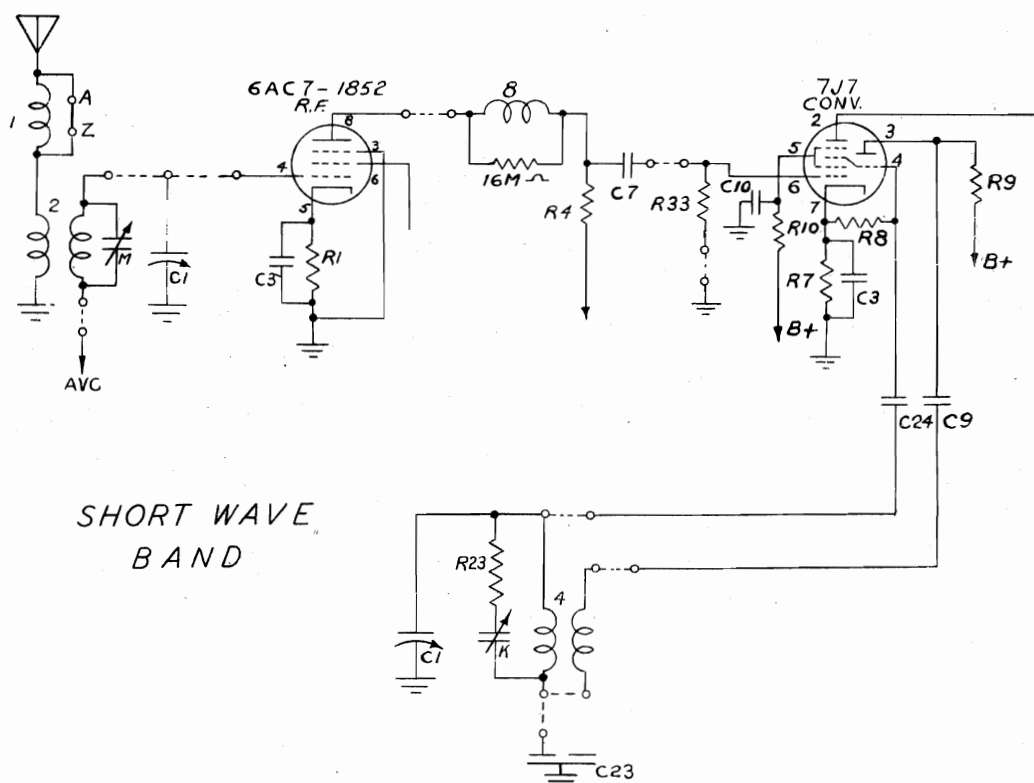 6AC7-1852
R.F.
8
7J7
CONV.
2
3
8
A
1
Z
3
5
4
4
6
6
16MΩ
C7
C10
7
R9
2
5
R4
R33
R10
R8
M
C1
C3
R1
R7
C3
B+
B+
AVC
C24
C9
SHORT WAVE
BAND
R23
4
C1
K
C23